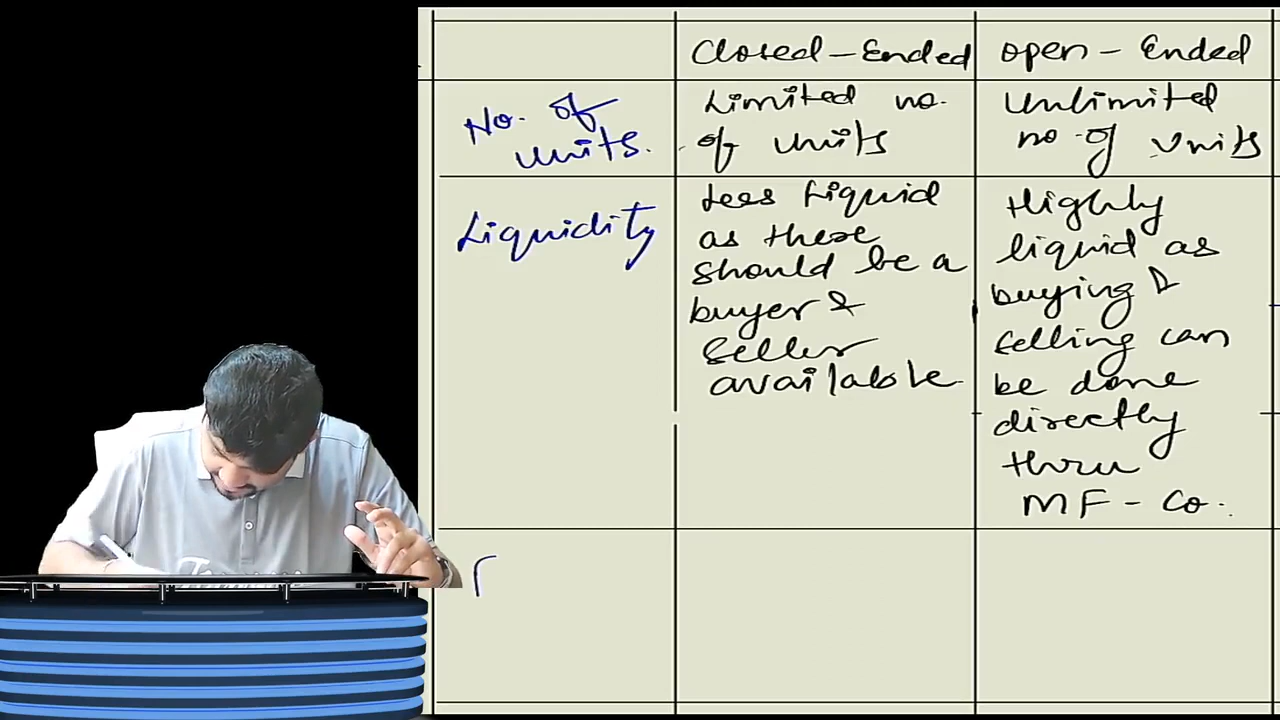 Closed-Ended
open-Ended
No. of
units.
Limited no.
of units
Unlimited
no. of units
Liquidity
Less Liquid
as there
should be a
buyer &
seller
available
Highly
liquid as
buying &
selling can
be done
directly
thru
MF-Co.